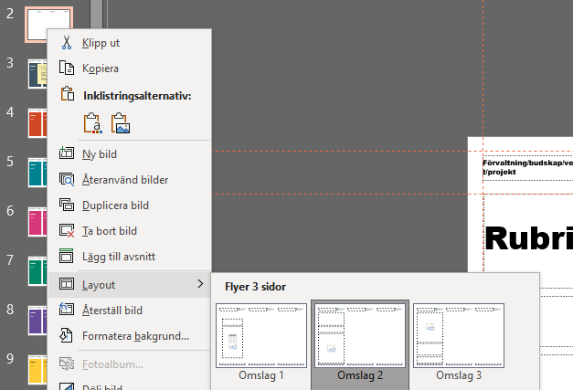 2
3
4
5
6
7
8
9
Klipp ut
Kopiera
Inklistringsalternativ:
Ny bild
Återanvänd bilder
Duplicera bild
Ta bort bild
Lägg till avsnitt
Layout
Återställ bild
Formatera bakgrund...
Fotoalbum...
Dölj bild
Flyer 3 sidor
Omslag 1
Omslag 2
Omslag 3
Förvaltning/budskap/ve
t/projekt
Rubri